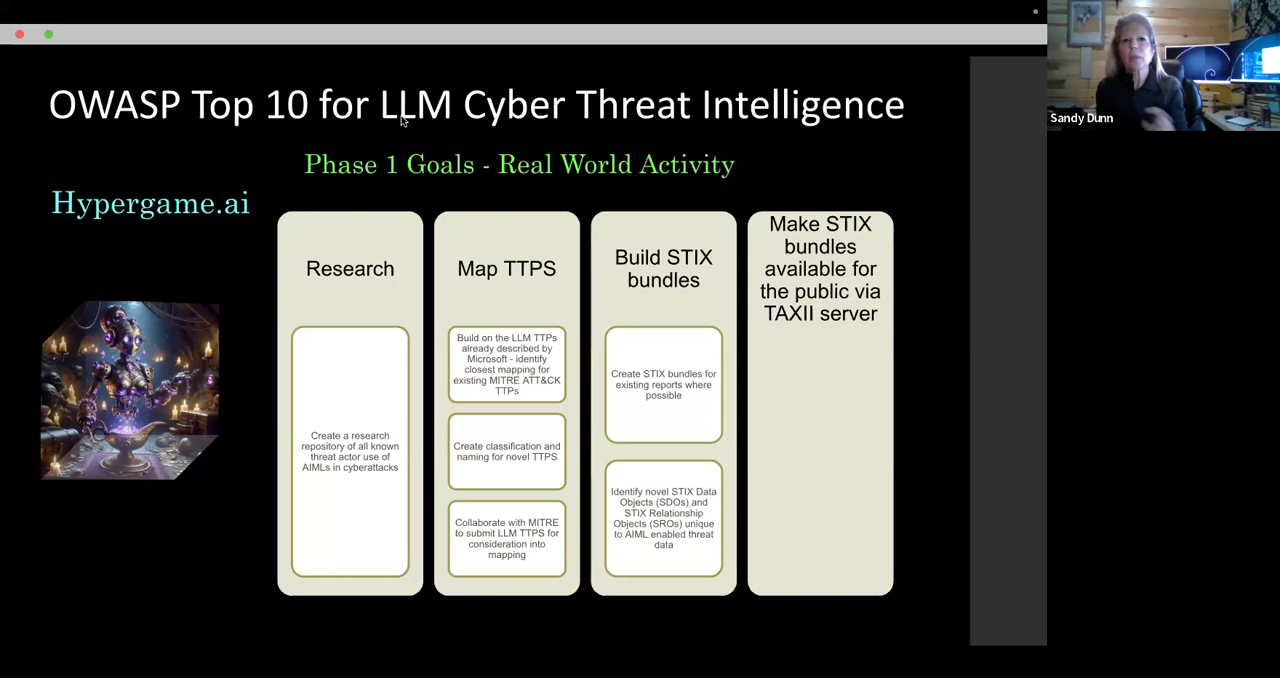 OWASP Top 10 for LLM Cyber Threat Intelligence
Sandy Dunn
Phase 1 Goals - Real World Activity
Hypergame.ai
Research
Create a research
repository of all known
threat actor use of
AIMLs in cyberattacks
Map TTPS
Build on the LLM TTPs
already described by
Microsoft - identify
closest mapping for
existing MITRE ATT&CK
TTPs
Create classification and
naming for novel TTPS
Collaborate with MITRE
to submit LLM TTPS for
consideration into
mapping
Build STIX
bundles
Create STIX bundles for
existing reports where
possible
Identify novel STIX Data
Objects (SDOs) and
STIX Relationship
Objects (SROs) unique
to AIML enabled threat
data
Make STIX
bundles
available for
the public via
TAXII server